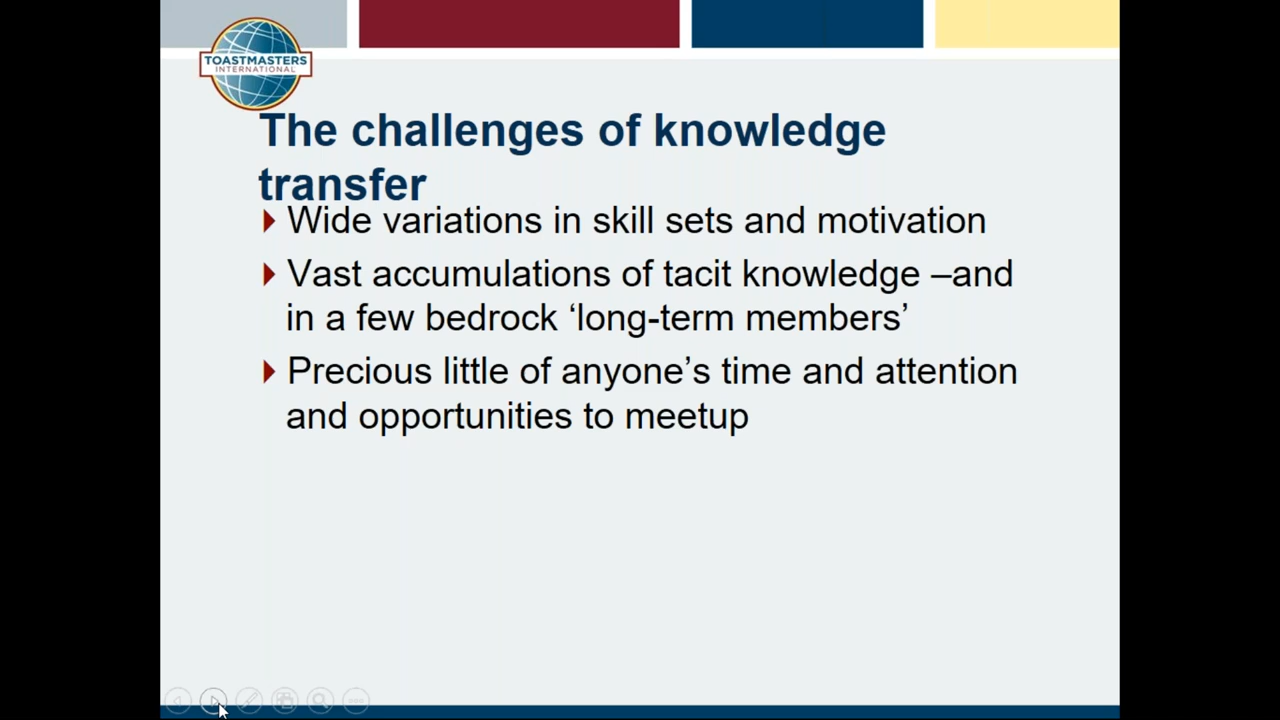 TOASTMASTERS
INTERNATIONAL
The challenges of knowledge
transfer
Wide variations in skill sets and motivation
Vast accumulations of tacit knowledge –and
in a few bedrock ‘long-term members’
Precious little of anyone’s time and attention
and opportunities to meetup